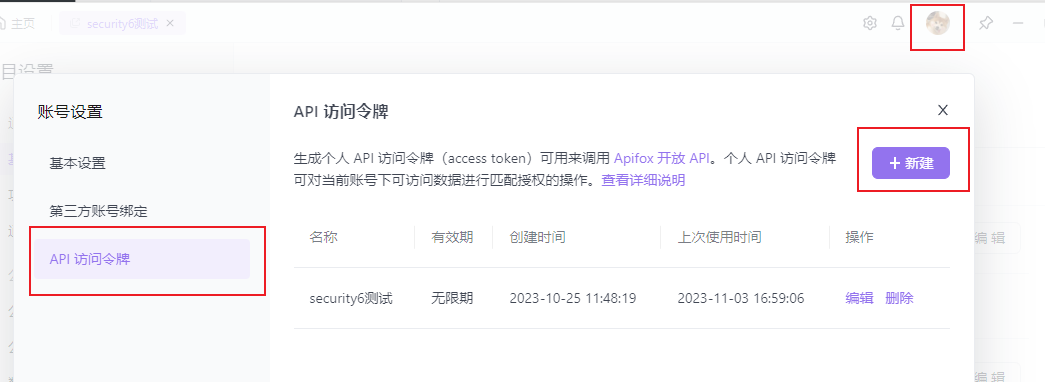 主页
security6测试
目设置
账号设置
基本设置
第三方账号绑定
API 访问令牌
API 访问令牌
生成个人 API 访问令牌（access token）可用来调用 Apifox 开放 API。个人 API 访问令牌
可对当前账号下可访问数据进行匹配授权的操作。查看详细说明
新建
名称 有效期 创建时间 上次使用时间 操作
security6测试 无限期 2023-10-25 11:48:19 2023-11-03 16:59:06 编辑 删除
编 辑
编 辑